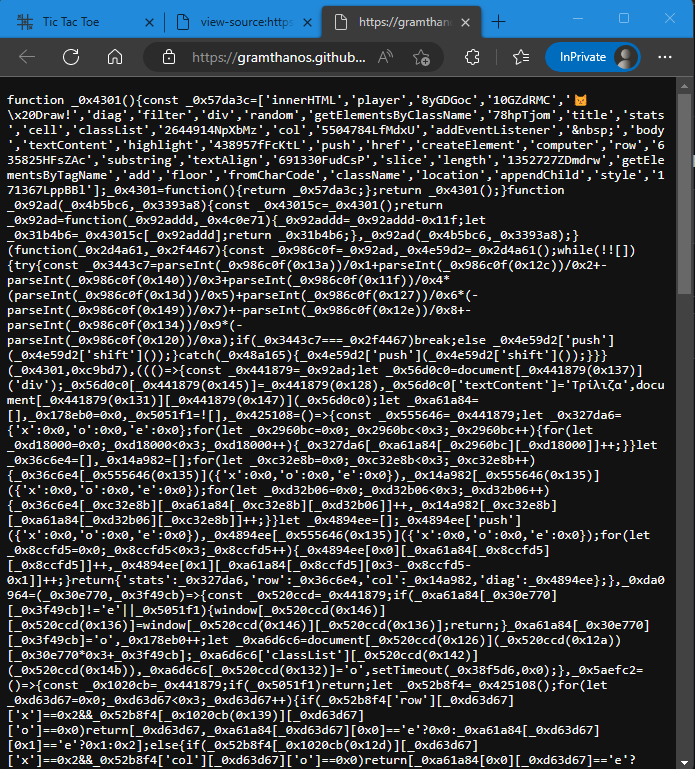 Tic Tac Toe
view-source:https
https://gramthanos
https://gramthanos.github...
InPrivate
function _0x4301(){const _0x57da3c=['innerHTML','player','8yGDGoc','10GZdRMC','🐱
\x20Draw!','diag','filter','div','random','getElementsByClassName','78hpTjom','title','stats
','cell','classList','2644914NpXbMz','col','5504784LfMdxU','addEventListener','&nbsp;','body
','textContent','highlight','438957fFcKtL','push','href','createElement','computer','row','6
635825HFsZAc','substring','textAlign','691330FudCsP','slice','length','1352727ZDmdrw','getEle
mentsByTagName','add','floor','fromCharCode','className','location','appendChild','style','1
71367LppBBl'];_0x4301=function(){return _0x57da3c;};return _0x4301();}function
_0x92ad(_0x4b5bc6,_0x3393a8){const _0x43015c=_0x4301();return
_0x92ad=function(_0x92addd,_0x4c0e71){_0x92addd=_0x92addd-0x11f;let
_0x31b4b6=_0x43015c[_0x92addd];return _0x31b4b6;},_0x92ad(_0x4b5bc6,_0x3393a8);}
(function(_0x2d4a61,_0x2f4467){const _0x986c0f=_0x92ad,_0x4e59d2=_0x2d4a61();while(!![])
{try{const _0x3443c7=parseInt(_0x986c0f(0x13a))/0x1+parseInt(_0x986c0f(0x12c))/0x2+-
parseInt(_0x986c0f(0x140))/0x3+parseInt(_0x986c0f(0x11f))/0x4*
(parseInt(_0x986c0f(0x13d))/0x5)+parseInt(_0x986c0f(0x127))/0x6*(-
parseInt(_0x986c0f(0x149))/0x7)+-parseInt(_0x986c0f(0x12e))/0x8+-
parseInt(_0x986c0f(0x134))/0x9*(-
parseInt(_0x986c0f(0x120))/0xa);if(_0x3443c7===_0x2f4467)break;else _0x4e59d2['push']
(_0x4e59d2['shift']());}catch(_0x48a165){_0x4e59d2['push'](_0x4e59d2['shift']());}}}
(_0x4301,0xc9bd7),((()=>{const _0x441879=_0x92ad;let _0x56d0c0=document[_0x441879(0x137)]
('div');_0x56d0c0[_0x441879(0x145)]=_0x441879(0x128),_0x56d0c0['textContent']='Τρίλιζα',docu
ment[_0x441879(0x131)][_0x441879(0x147)](_0x56d0c0);let _0xa61a84=
[],_0x178eb0=0x0,_0x5051f1=![],_0x425108=()=>{const _0x555646=_0x441879;let _0x327da6=
{'x':0x0,'o':0x0,'e':0x0};for(let _0x2960bc=0x0;_0x2960bc<0x3;_0x2960bc++){for(let
_0xd18000=0x0;_0xd18000<0x3;_0xd18000++){_0x327da6[_0xa61a84[_0x2960bc][_0xd18000]]++;}}let
_0x36c6e4=[],_0x14a982=[];for(let _0xc32e8b=0x0;_0xc32e8b<0x3;_0xc32e8b++)
{_0x36c6e4[_0x555646(0x135)]({'x':0x0,'o':0x0,'e':0x0}),_0x14a982[_0x555646(0x135)]
({'x':0x0,'o':0x0,'e':0x0});for(let _0xd32b06=0x0;_0xd32b06<0x3;_0xd32b06++)
{_0x36c6e4[_0xc32e8b][_0xa61a84[_0xc32e8b][_0xd32b06]]++,_0x14a982[_0xc32e8b]
[_0xa61a84[_0xd32b06][_0xc32e8b]]++;}}let _0x4894ee=[];_0x4894ee['push']
({'x':0x0,'o':0x0,'e':0x0}),_0x4894ee[_0x555646(0x135)]({'x':0x0,'o':0x0,'e':0x0});for(let
_0x8ccfd5=0x0;_0x8ccfd5<0x3;_0x8ccfd5++){_0x4894ee[0x0][_0xa61a84[_0x8ccfd5]
[_0x8ccfd5]]++,_0x4894ee[0x1][_0xa61a84[_0x8ccfd5][0x3-_0x8ccfd5-
0x1]]++;}return{'stats':_0x327da6,'row':_0x36c6e4,'col':_0x14a982,'diag':_0x4894ee};},_0xda0
964=(_0x30e770,_0x3f49cb)=>{const _0x520ccd=_0x441879;if(_0xa61a84[_0x30e770]
[_0x3f49cb]!='e'||_0x5051f1){window[_0x520ccd(0x146)]
[_0x520ccd(0x136)]=window[_0x520ccd(0x146)][_0x520ccd(0x136)];return;}_0xa61a84[_0x30e770]
[_0x3f49cb]='o',_0x178eb0++;let _0xa6d6c6=document[_0x520ccd(0x126)](_0x520ccd(0x12a))
[_0x30e770*0x3+_0x3f49cb];_0xa6d6c6['classList'][_0x520ccd(0x142)]
(_0x520ccd(0x14b)),_0xa6d6c6[_0x520ccd(0x132)]='o',setTimeout(_0x38f5d6,0x0);},_0x5aefc2=
()=>{const _0x1020cb=_0x441879;if(_0x5051f1)return;let _0x52b8f4=_0x425108();for(let
_0xd63d67=0x0;_0xd63d67<0x3;_0xd63d67++){if(_0x52b8f4['row'][_0xd63d67]
['x']==0x2&&_0x52b8f4[_0x1020cb(0x139)][_0xd63d67]
['o']==0x0)return[_0xd63d67,_0xa61a84[_0xd63d67][0x0]=='e'?0x0:_0xa61a84[_0xd63d67]
[0x1]=='e'?0x1:0x2];else{if(_0x52b8f4[_0x1020cb(0x12d)][_0xd63d67]
['x']==0x2&&_0x52b8f4['col'][_0xd63d67]['o']==0x0)return[_0xa61a84[0x0][_0xd63d67]=='e'?